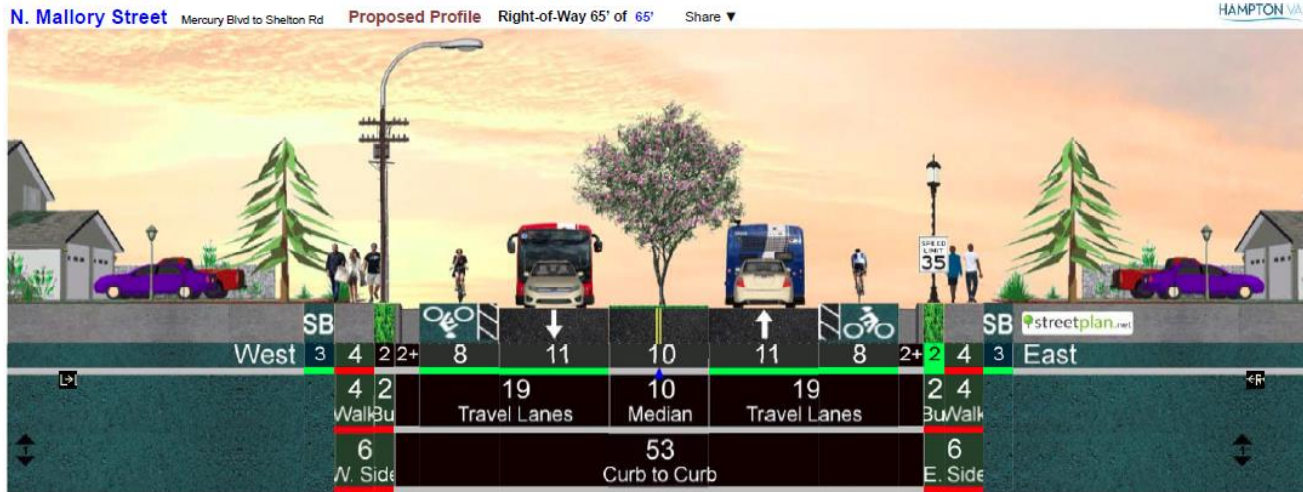 N. Mallory Street Mercury Blvd to Shelton Rd Proposed Profile Right-of-Way 65' of 65' Share ▼
HAMPTON VA
SPEED
LIMIT
35
SB SB streetplan.net
West 3 4 2 2+ 8 11 10 11 8 2+ 2 4 3 East
4 2 19 10 19 2 4
Walk Bu Travel Lanes Median Travel Lanes Bu Walk
6 53 6
W. Side Curb to Curb E. Side